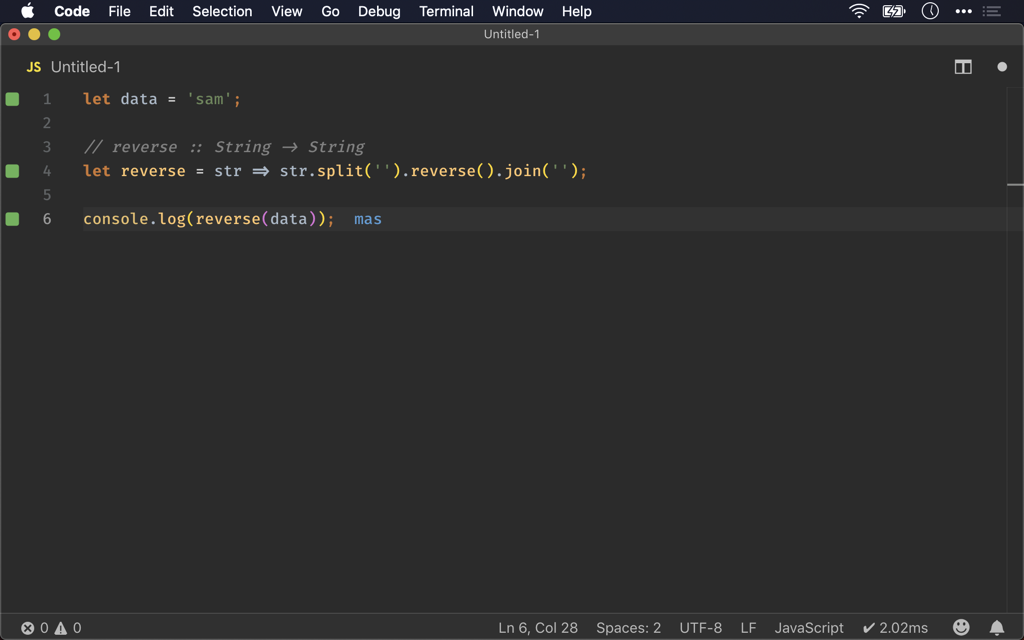 Code File Edit Selection View Go Debug Terminal Window Help
Untitled-1
JS Untitled-1
1 let data = 'sam';
2
3 // reverse :: String -> String
4 let reverse = str => str.split('').reverse().join('');
5
6 console.log(reverse(data)); mas
0 0 Ln 6, Col 28 Spaces: 2 UTF-8 LF JavaScript ✔ 2.02ms